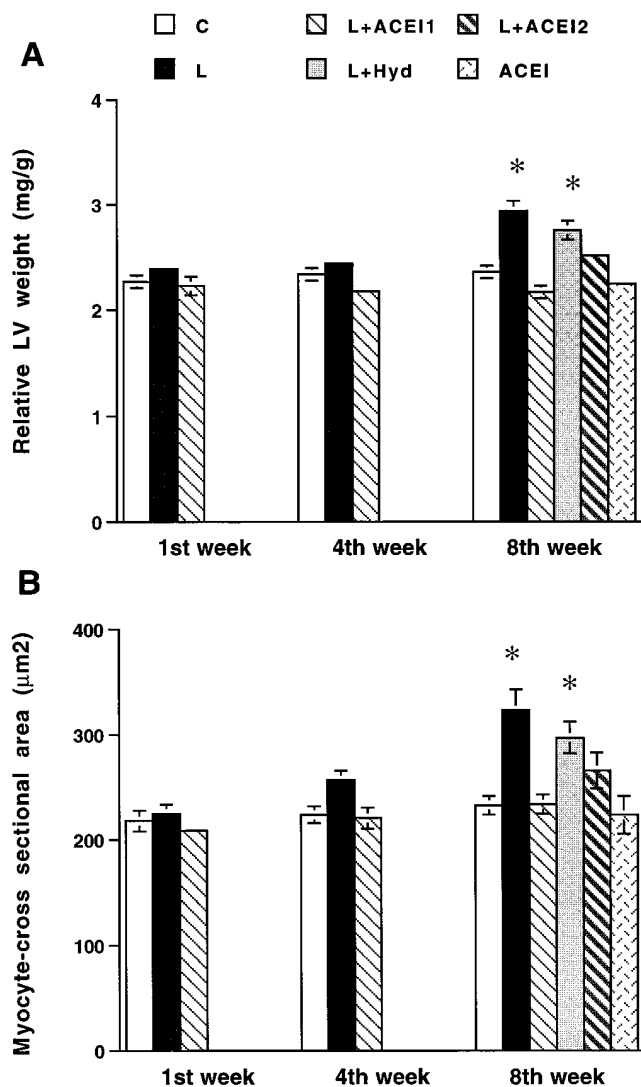 C L+ACEI1 L+ACEI2
L L+Hyd ACEI
A
Relative LV weight (mg/g)
4
3
2
1
0
* *
1st week 4th week 8th week
B
Myocyte-cross sectional area (μm2)
400
300
200
100
0
* *
1st week 4th week 8th week